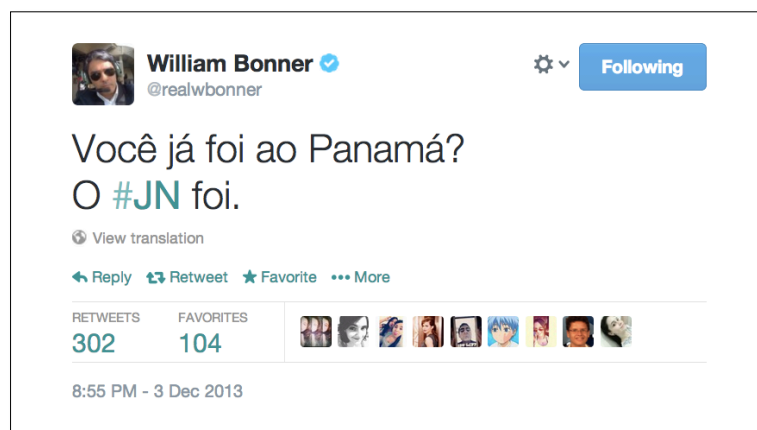 William Bonner
@realwbonner
Following
Você já foi ao Panamá?
O #JN foi.
View translation
Reply Retweet Favorite More
RETWEETS FAVORITES
302 104
8:55 PM - 3 Dec 2013